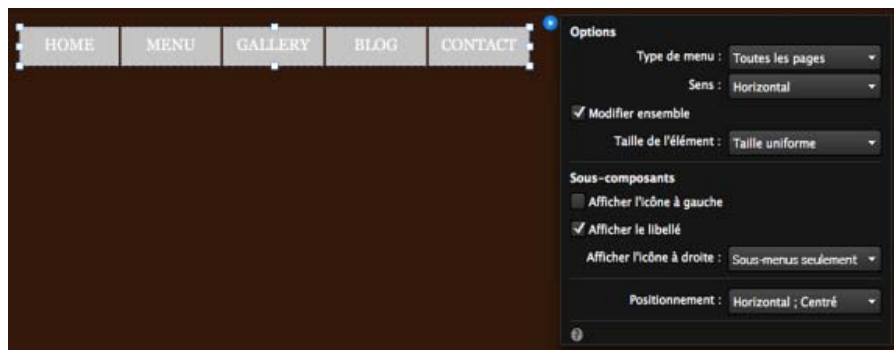 HOME MENU GALLERY BLOG CONTACT
Options
Type de menu : Toutes les pages
Sens : Horizontal
Modifier ensemble
Taille de l'élément : Taille uniforme
Sous-composants
Afficher l'icône à gauche
Afficher le libellé
Afficher l'icône à droite : Sous-menus seulement
Positionnement : Horizontal ; Centré
?